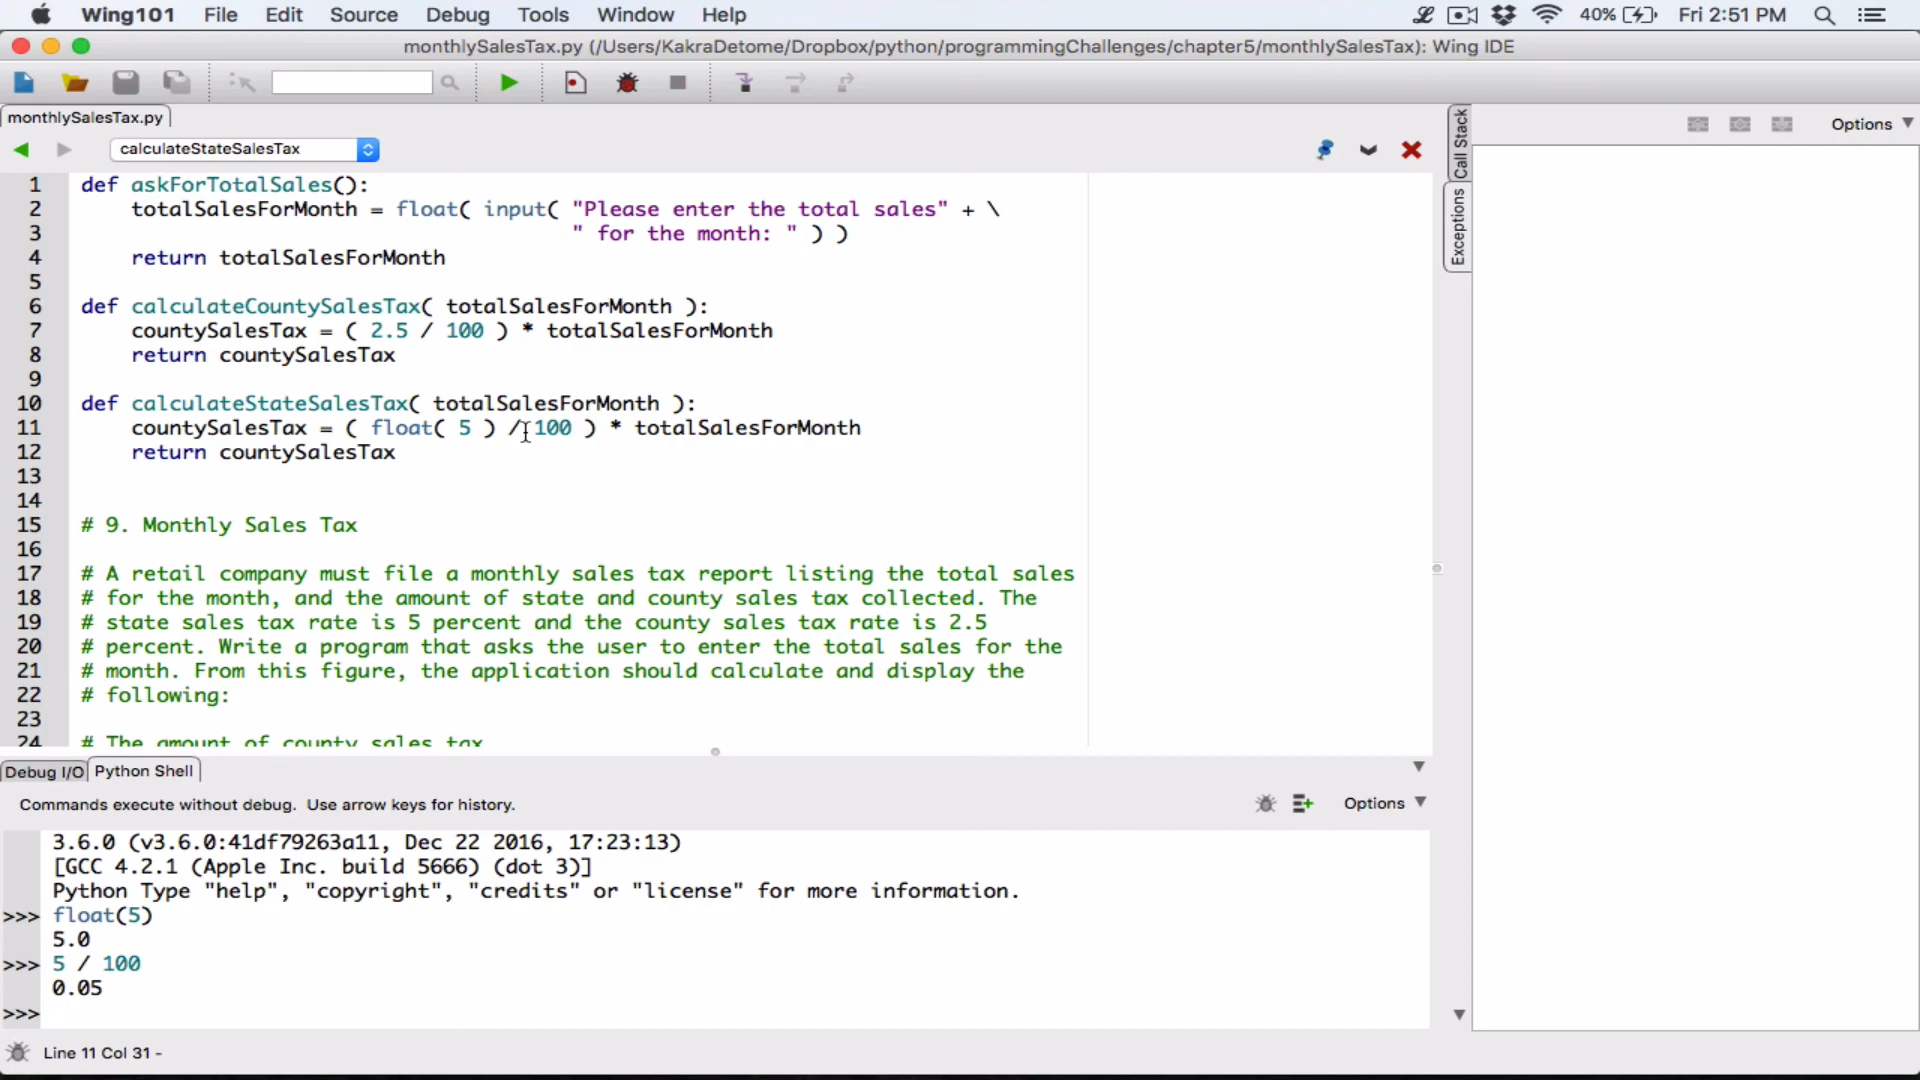 Wing101 File Edit Source Debug Tools Window Help 40% Fri 2:51 PM
monthlySalesTax.py (/Users/KakraDetome/Dropbox/python/programmingChallenges/chapter5/monthlySalesTax): Wing IDE
monthlySalesTax.py
calculateStateSalesTax
Options
Call Stack
Exceptions
1 def askForTotalSales():
2 totalSalesForMonth = float( input( "Please enter the total sales" + \
3 " for the month: " ) )
4 return totalSalesForMonth
5
6 def calculateCountySalesTax( totalSalesForMonth ):
7 countySalesTax = ( 2.5 / 100 ) * totalSalesForMonth
8 return countySalesTax
9
10 def calculateStateSalesTax( totalSalesForMonth ):
11 countySalesTax = ( float( 5 ) / 100 ) * totalSalesForMonth
12 return countySalesTax
13
14
15 # 9. Monthly Sales Tax
16
17 # A retail company must file a monthly sales tax report listing the total sales
18 # for the month, and the amount of state and county sales tax collected. The
19 # state sales tax rate is 5 percent and the county sales tax rate is 2.5
20 # percent. Write a program that asks the user to enter the total sales for the
21 # month. From this figure, the application should calculate and display the
22 # following:
23
24 # The amount of county sales tax
Debug I/O Python Shell
Commands execute without debug. Use arrow keys for history. Options
3.6.0 (v3.6.0:41df79263a11, Dec 22 2016, 17:23:13)
[GCC 4.2.1 (Apple Inc. build 5666) (dot 3)]
Python Type "help", "copyright", "credits" or "license" for more information.
>>> float(5)
5.0
>>> 5 / 100
0.05
>>>
Line 11 Col 31 -